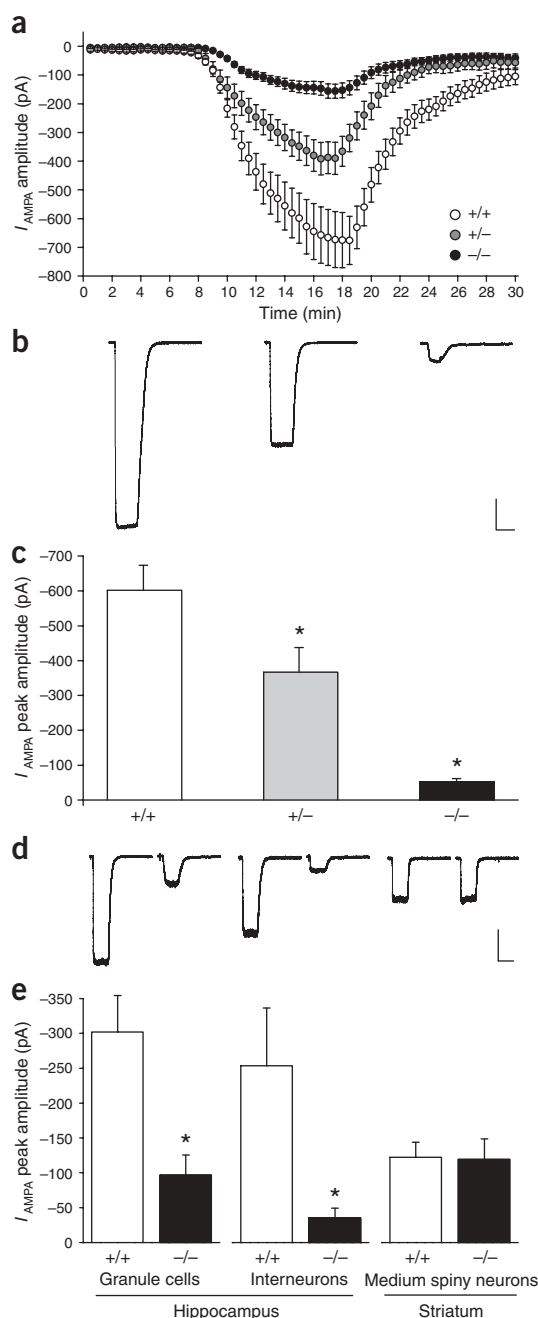 a
0
–100
–200
–300
–400
–500
–600
–700
–800
I AMPA amplitude (pA)
+/+
+/–
–/–
0 2 4 6 8 10 12 14 16 18 20 22 24 26 28 30
Time (min)
b
c
–700
–600
–500
–400
–300
–200
–100
0
I AMPA peak amplitude (pA)
*
*
+/+ +/– –/–
d
e
–350
–300
–250
–200
–150
–100
–50
0
I AMPA peak amplitude (pA)
*
*
+/+ –/– +/+ –/– +/+ –/–
Granule cells Interneurons Medium spiny neurons
Hippocampus Striatum